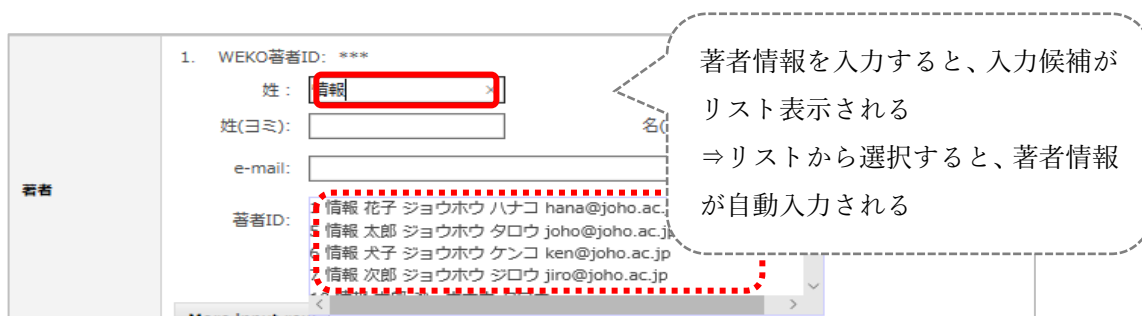 1. WEKO著者ID: ***
姓 : 情報 ×
姓(ヨミ): 名(
e-mail:
著者
著者ID:
情報 花子 ジョウホウ ハナコ hana@joho.ac.
5 情報 太郎 ジョウホウ タロウ joho@joho.ac.jp
6 情報 犬子 ジョウホウ ケンコ ken@joho.ac.jp
7 情報 次郎 ジョウホウ ジロウ jiro@joho.ac.jp
著者情報を入力すると、入力候補が
リスト表示される
⇒リストから選択すると、著者情報
が自動入力される